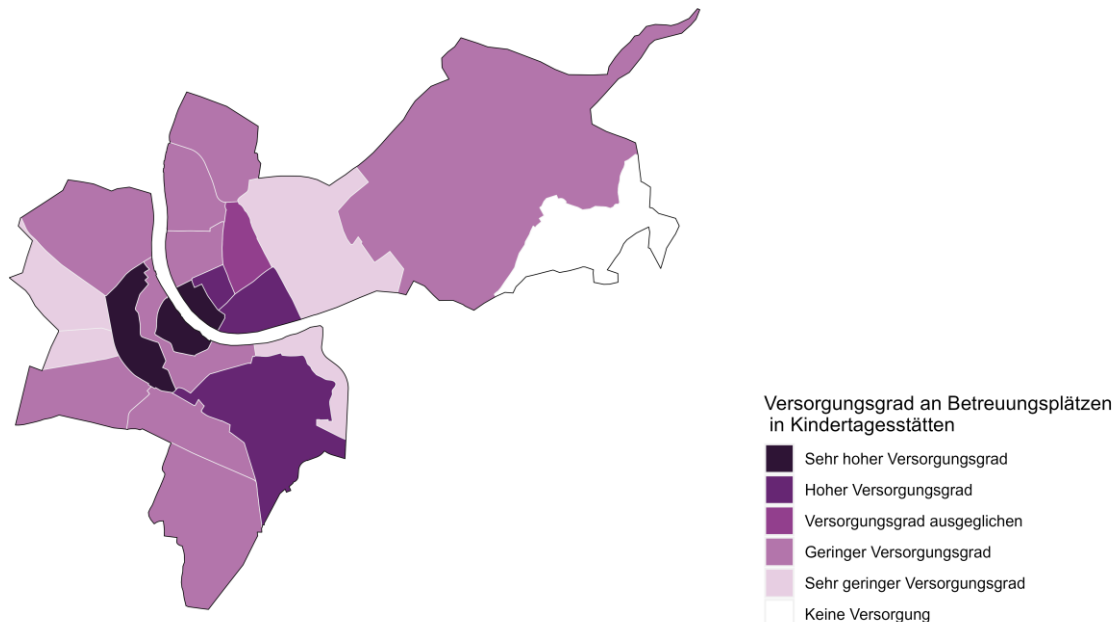 Versorgungsgrad an Betreuungsplätzen
in Kindertagesstätten
Sehr hoher Versorgungsgrad
Hoher Versorgungsgrad
Versorgungsgrad ausgeglichen
Geringer Versorgungsgrad
Sehr geringer Versorgungsgrad
Keine Versorgung